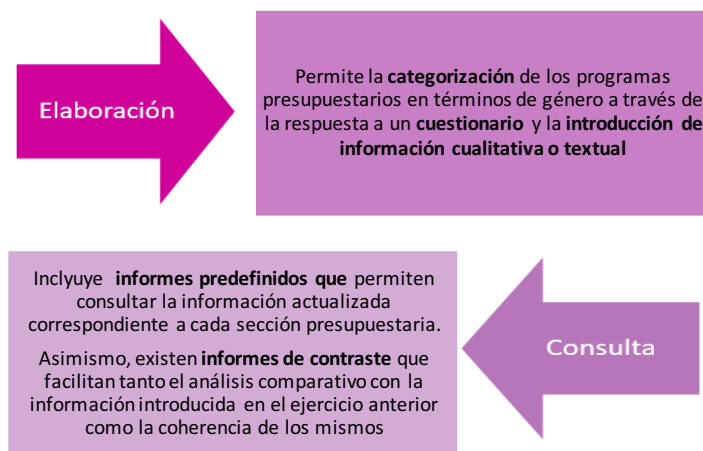 Elaboración
Permite la categorización de los programas
presupuestarios en términos de género a través de
la respuesta a un cuestionario y la introducción de
información cualitativa o textual
Inclyuye informes predefinidos que permiten
consultar la información actualizada
correspondiente a cada sección presupuestaria.
Asimismo, existen informes de contraste que
facilitan tanto el análisis comparativo con la
información introducida en el ejercicio anterior
como la coherencia de los mismos
Consulta